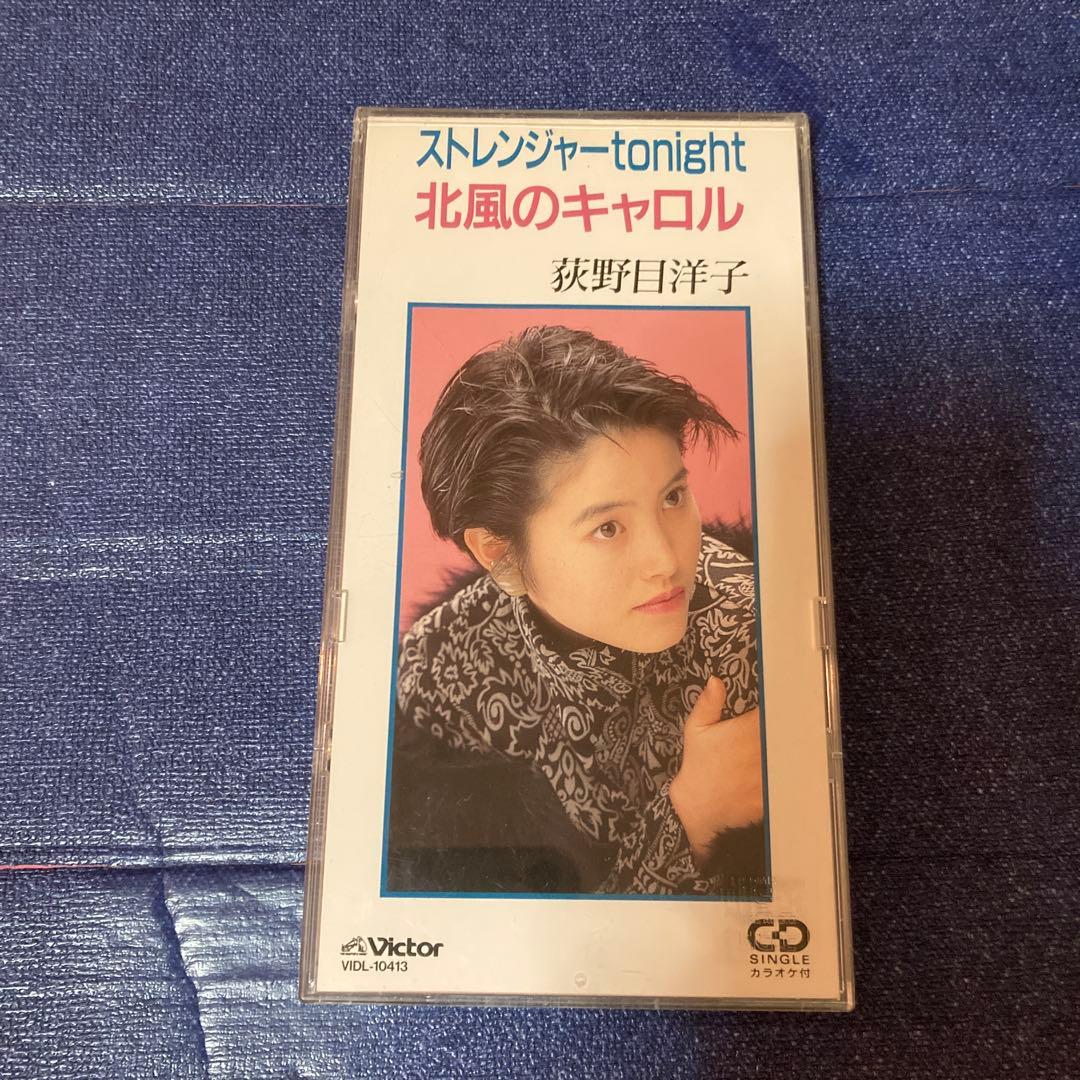 ストレンジャーtonight
北風のキャロル
荻野目洋子
Victor
VIDL-10413
CD
SINGLE
カラオケ付